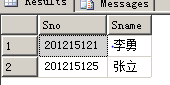 Results Messages
Sno Sname
1 201215121 李勇
2 201215125 张立